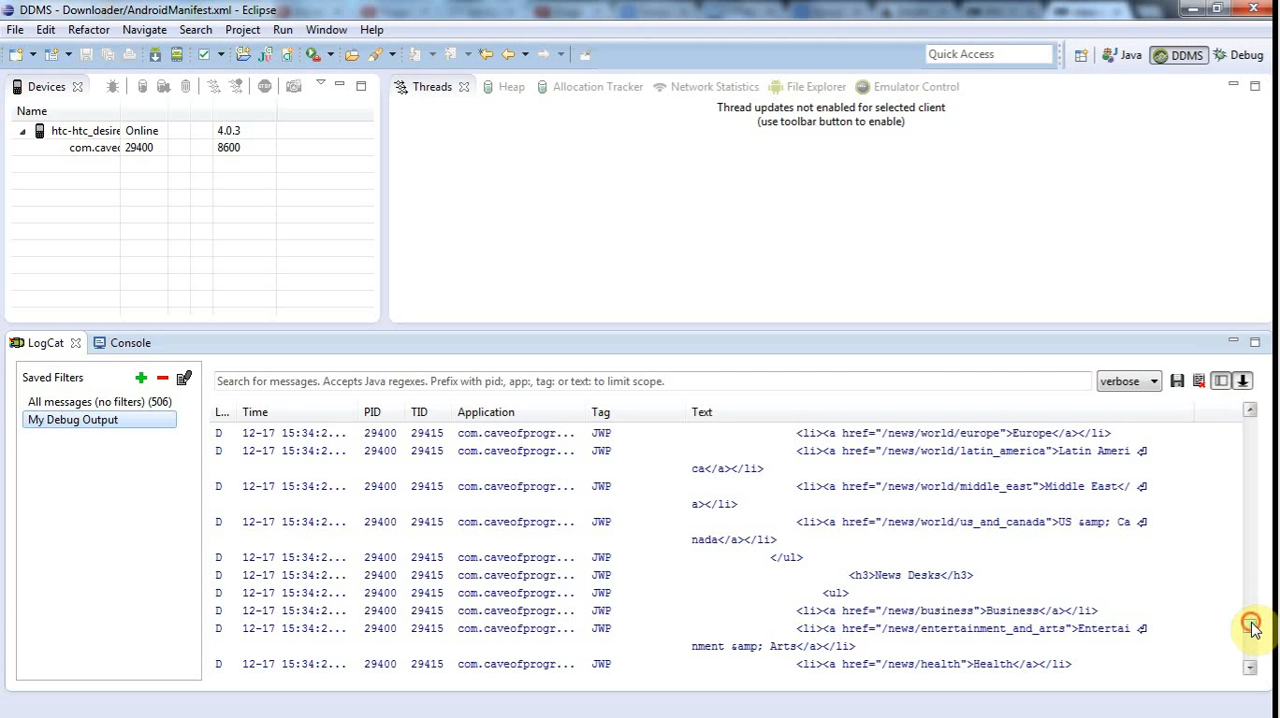 DDMS - Downloader/AndroidManifest.xml - Eclipse
File Edit Refactor Navigate Search Project Run Window Help
Quick Access Java DDMS Debug
Devices
Name
htc-htc_desire Online 4.0.3
com.cavec 29400 8600
Threads Heap Allocation Tracker Network Statistics File Explorer Emulator Control
Thread updates not enabled for selected client
(use toolbar button to enable)
LogCat Console
Saved Filters
All messages (no filters) (506)
My Debug Output
Search for messages. Accepts Java regexes. Prefix with pid:, app:, tag: or text: to limit scope. verbose
L... Time PID TID Application Tag Text
D 12-17 15:34:2... 29400 29415 com.caveofprogr... JWP <li><a href="/news/world/europe">Europe</a></li>
D 12-17 15:34:2... 29400 29415 com.caveofprogr... JWP <li><a href="/news/world/latin_america">Latin Ameri
ca</a></li>
D 12-17 15:34:2... 29400 29415 com.caveofprogr... JWP <li><a href="/news/world/middle_east">Middle East</
a></li>
D 12-17 15:34:2... 29400 29415 com.caveofprogr... JWP <li><a href="/news/world/us_and_canada">US &amp; Ca
nada</a></li>
D 12-17 15:34:2... 29400 29415 com.caveofprogr... JWP </ul>
D 12-17 15:34:2... 29400 29415 com.caveofprogr... JWP <h3>News Desks</h3>
D 12-17 15:34:2... 29400 29415 com.caveofprogr... JWP <ul>
D 12-17 15:34:2... 29400 29415 com.caveofprogr... JWP <li><a href="/news/business">Business</a></li>
D 12-17 15:34:2... 29400 29415 com.caveofprogr... JWP <li><a href="/news/entertainment_and_arts">Entertai
nment &amp; Arts</a></li>
D 12-17 15:34:2... 29400 29415 com.caveofprogr... JWP <li><a href="/news/health">Health</a></li>